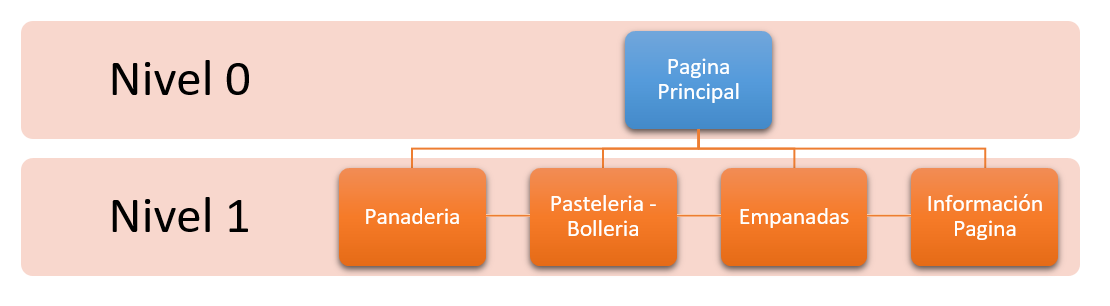 Nivel 0
Pagina
Principal
Nivel 1
Panaderia
Pasteleria -
Bolleria
Empanadas
Información
Pagina